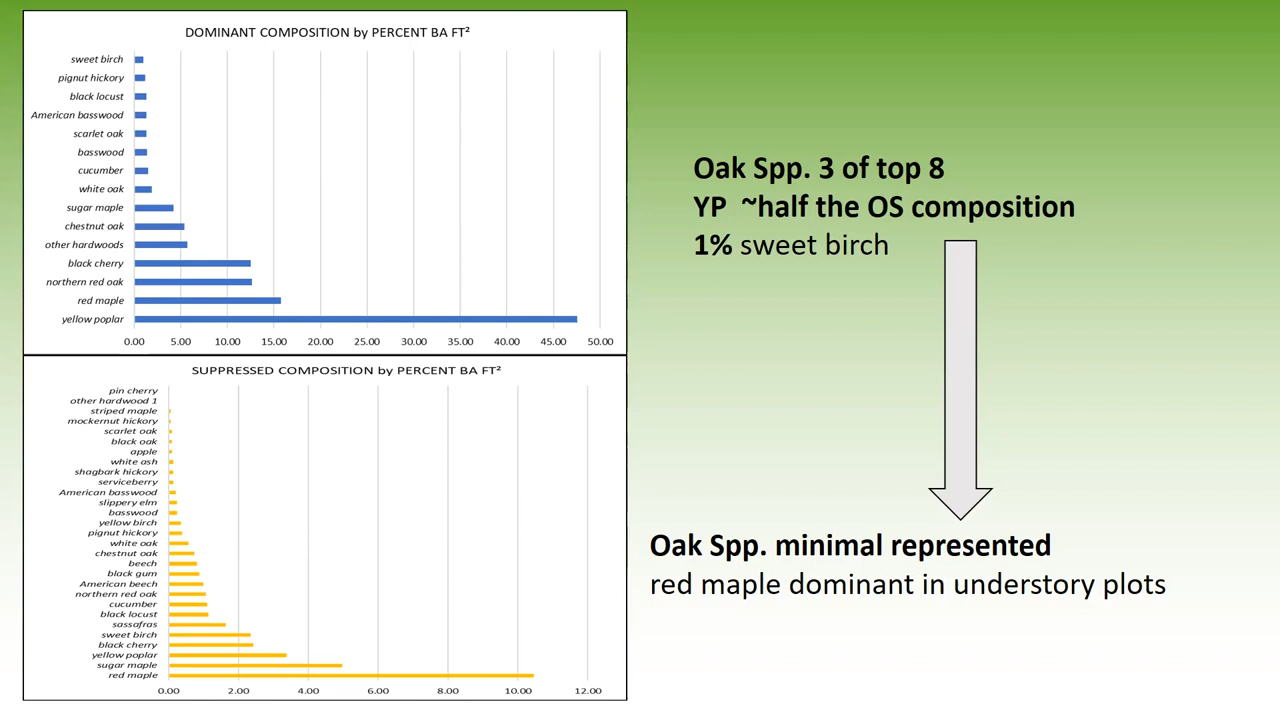 DOMINANT COMPOSITION by PERCENT BA FT²
sweet birch
pignut hickory
black locust
American basswood
scarlet oak
basswood
cucumber
white oak
sugar maple
chestnut oak
other hardwoods
black cherry
northern red oak
red maple
yellow poplar
0.00 5.00 10.00 15.00 20.00 25.00 30.00 35.00 40.00 45.00 50.00
SUPPRESSED COMPOSITION by PERCENT BA FT²
pin cherry
other hardwood 1
striped maple
mockernut hickory
scarlet oak
black oak
apple
white ash
shagbark hickory
serviceberry
American basswood
slippery elm
basswood
yellow birch
pignut hickory
white oak
chestnut oak
beech
black gum
American beech
northern red oak
cucumber
black locust
sassafras
sweet birch
black cherry
yellow poplar
sugar maple
red maple
0.00 2.00 4.00 6.00 8.00 10.00 12.00
Oak Spp. 3 of top 8
YP ~half the OS composition
1% sweet birch
Oak Spp. minimal represented
red maple dominant in understory plots